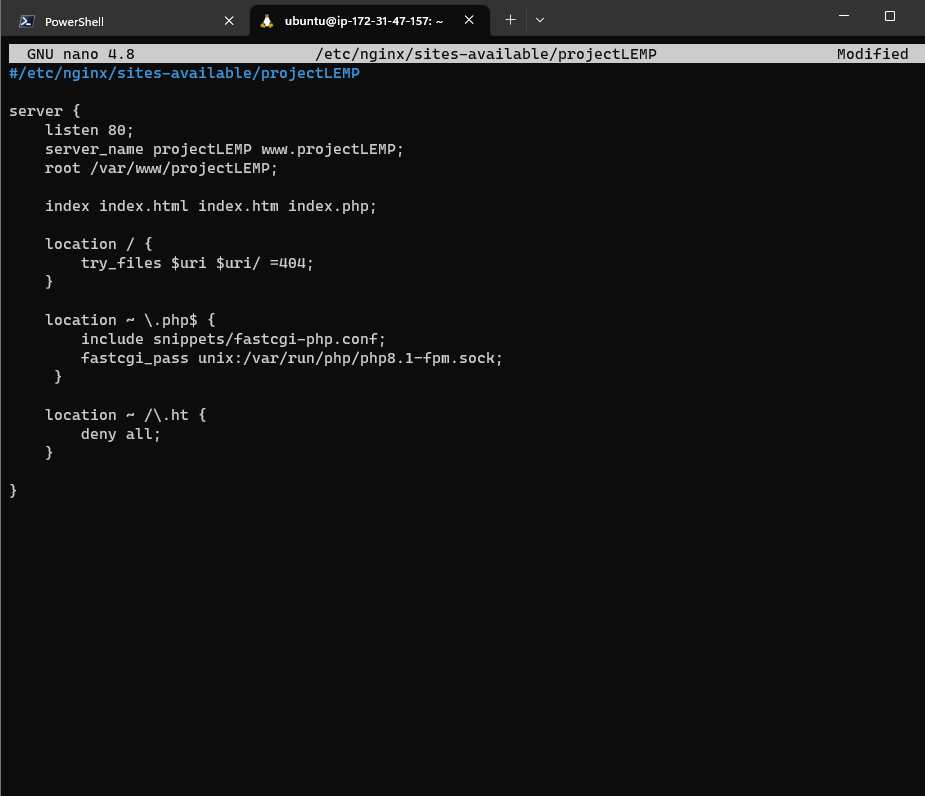 PowerShell
ubuntu@ip-172-31-47-157: ~
GNU nano 4.8 /etc/nginx/sites-available/projectLEMP Modified
#/etc/nginx/sites-available/projectLEMP
server {
    listen 80;
    server_name projectLEMP www.projectLEMP;
    root /var/www/projectLEMP;
    index index.html index.htm index.php;
    location / {
        try_files $uri $uri/ =404;
    }
    location ~ \.php$ {
        include snippets/fastcgi-php.conf;
        fastcgi_pass unix:/var/run/php/php8.1-fpm.sock;
     }
    location ~ /\.ht {
        deny all;
    }
}